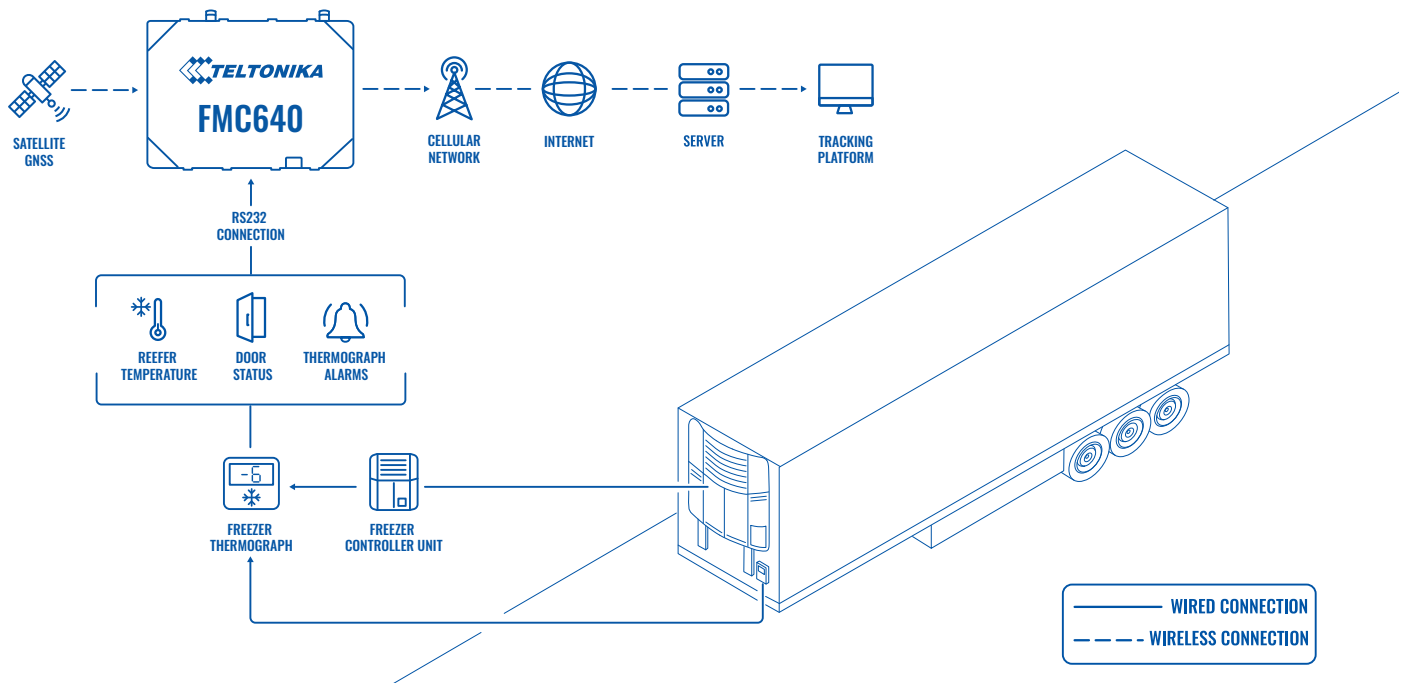 TELTONIKA
FMC640
SATELLITE
GNSS
CELLULAR
NETWORK
INTERNET
SERVER
TRACKING
PLATFORM
RS232
CONNECTION
REEFER
TEMPERATURE
DOOR
STATUS
THERMOGRAPH
ALARMS
-6
FREEZER
THERMOGRAPH
FREEZER
CONTROLLER UNIT
WIRED CONNECTION
WIRELESS CONNECTION